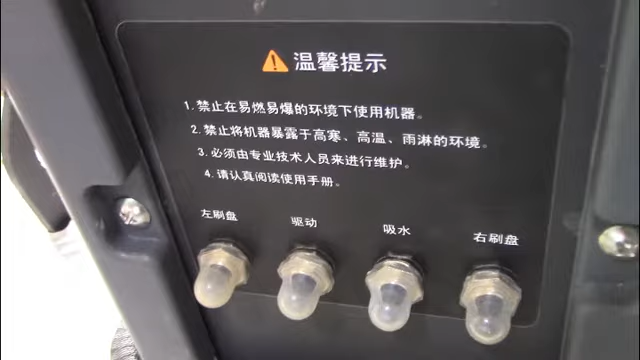 温馨提示
1.禁止在易燃易爆的环境下使用机器。
2.禁止将机器暴露于高寒、高温、雨淋的环境。
3.必须由专业技术人员来进行维护。
4.请认真阅读使用手册。
左刷盘 驱动 吸水 右刷盘